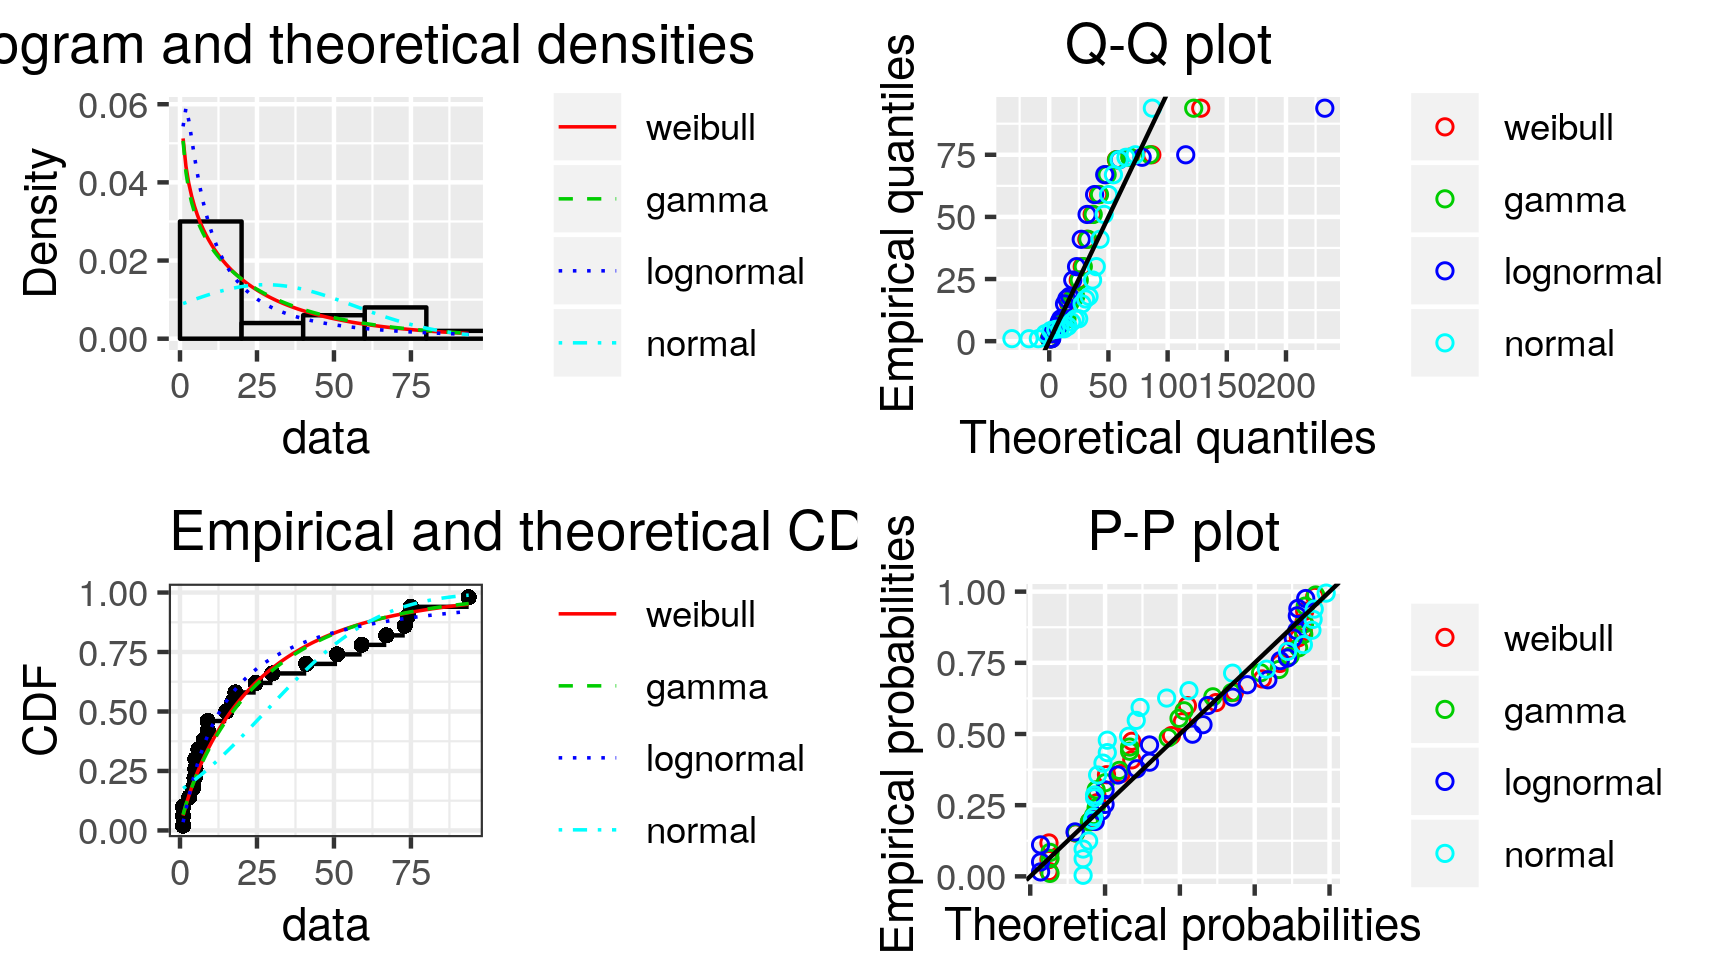 ogram and theoretical densities
Density
0.06
0.04
0.02
0.00
0 25 50 75
data
weibull
gamma
lognormal
normal
Q-Q plot
Empirical quantiles
75
50
25
0
0 50 100 150 200
Theoretical quantiles
weibull
gamma
lognormal
normal
Empirical and theoretical CD
CDF
1.00
0.75
0.50
0.25
0.00
0 25 50 75
data
weibull
gamma
lognormal
normal
P-P plot
Empirical probabilities
1.00
0.75
0.50
0.25
0.00
Theoretical probabilities
weibull
gamma
lognormal
normal